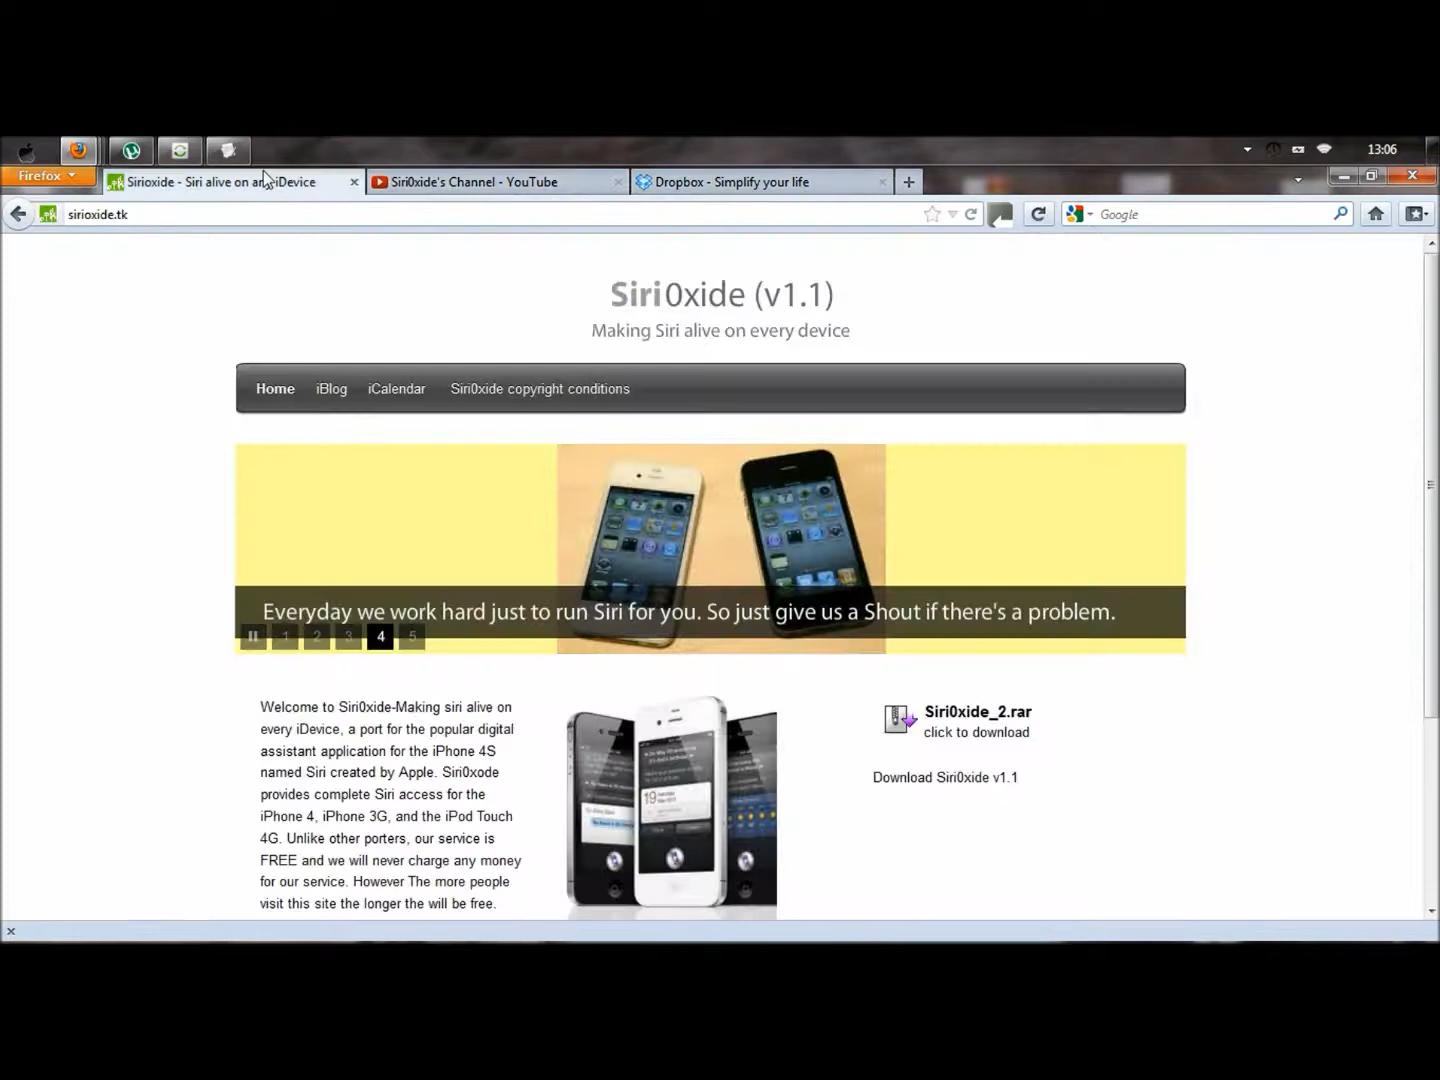 13:06
Firefox
Sirioxide - Siri alive on an iDevice
Siri0xide's Channel - YouTube
Dropbox - Simplify your life
sirioxide.tk
Google
Siri0xide (v1.1)
Making Siri alive on every device
Home iBlog iCalendar Siri0xide copyright conditions
Everyday we work hard just to run Siri for you. So just give us a Shout if there's a problem.
1 2 3 4 5
Welcome to Siri0xide-Making siri alive on
every iDevice, a port for the popular digital
assistant application for the iPhone 4S
named Siri created by Apple. Siri0xode
provides complete Siri access for the
iPhone 4, iPhone 3G, and the iPod Touch
4G. Unlike other porters, our service is
FREE and we will never charge any money
for our service. However The more people
visit this site the longer the will be free.
19
Siri0xide_2.rar
click to download
Download Siri0xide v1.1